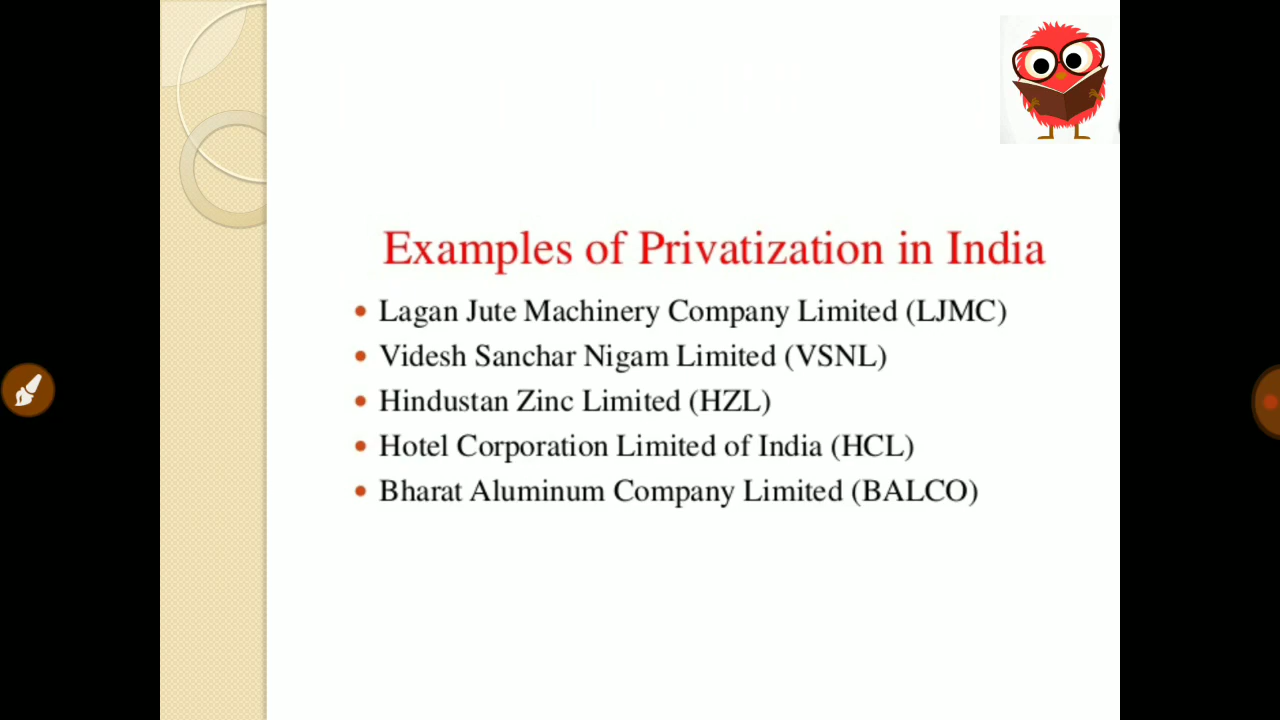 Examples of Privatization in India
• Lagan Jute Machinery Company Limited (LJMC)
• Videsh Sanchar Nigam Limited (VSNL)
• Hindustan Zinc Limited (HZL)
• Hotel Corporation Limited of India (HCL)
• Bharat Aluminum Company Limited (BALCO)